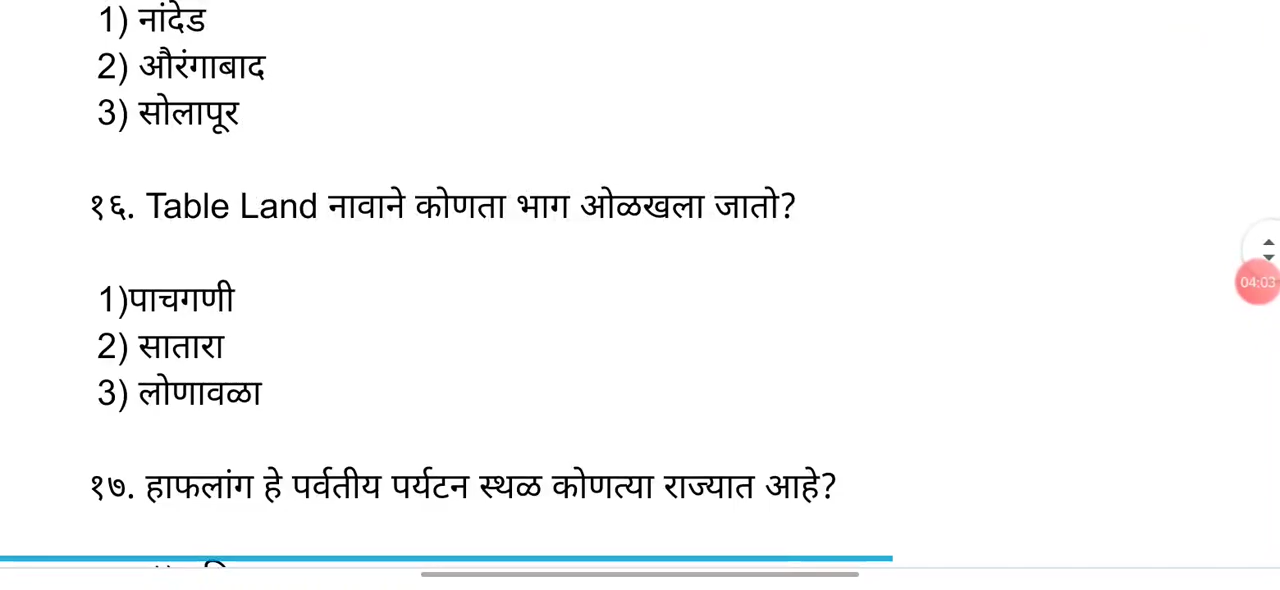 1) नांदेड
2) औरंगाबाद
3) सोलापूर
१६. Table Land नावाने कोणता भाग ओळखला जातो?
1)पाचगणी
2) सातारा
3) लोणावळा
04:03
१७. हाफलांग हे पर्वतीय पर्यटन स्थळ कोणत्या राज्यात आहे?